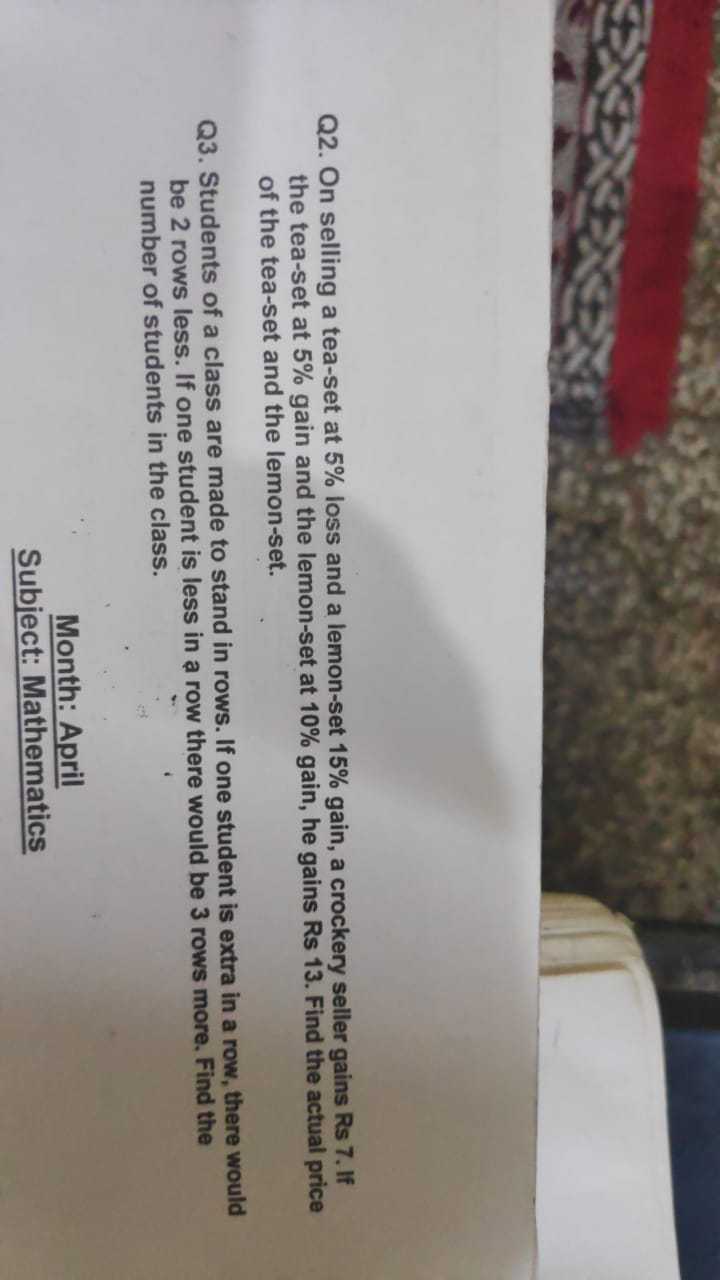 Q2. On selling a tea-set at 5% loss and a lemon-set 15% gain, a crockery seller gains Rs 7. If
the tea-set at 5% gain and the lemon-set at 10% gain, he gains Rs 13. Find the actual price
of the tea-set and the lemon-set.
Q3. Students of a class are made to stand in rows. If one student is extra in a row, there would
be 2 rows less. If one student is less in a row there would be 3 rows more. Find the
number of students in the class.
Month: April
Subject: Mathematics